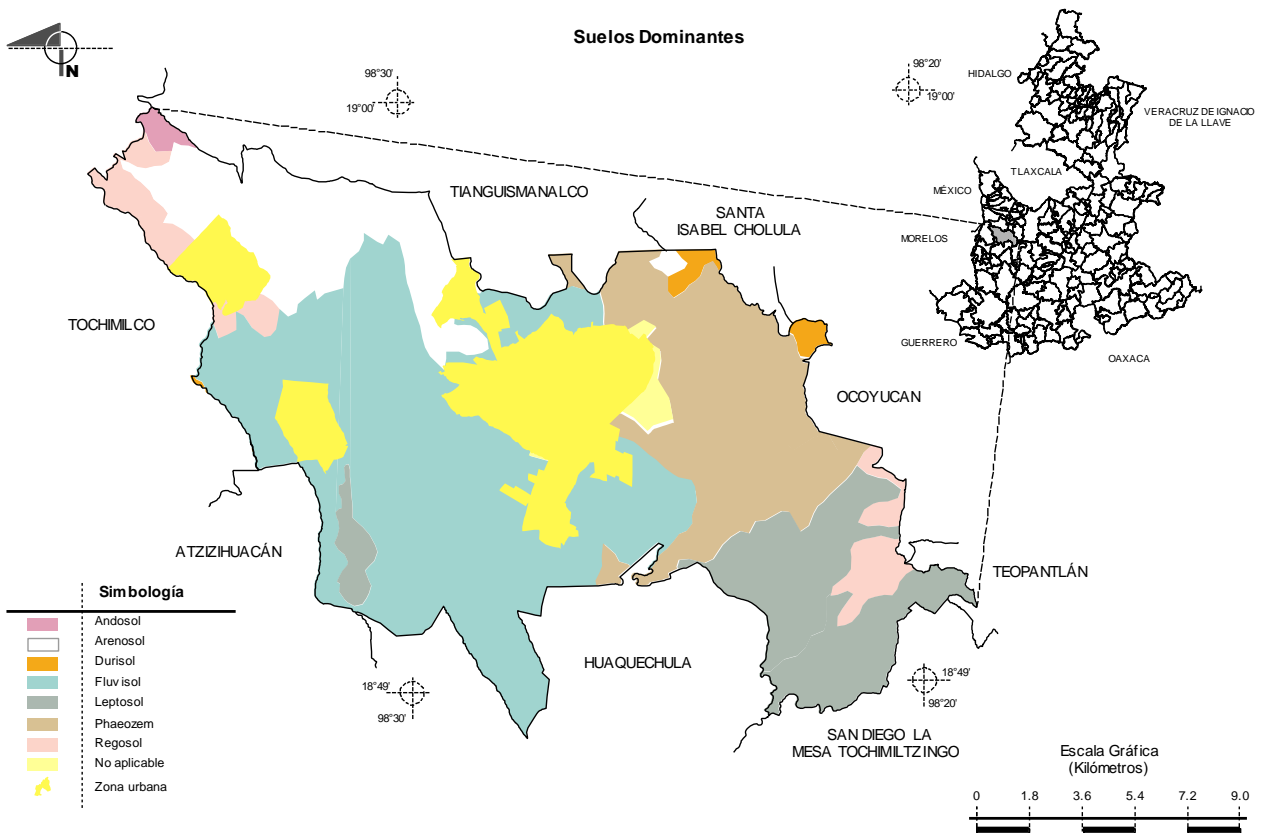 Suelos Dominantes
N
98°30'
19°00'
98°20'
19°00'
HIDALGO
VERACRUZ DE IGNACIO
DE LA LLAVE
TLAXCALA
MÉXICO
MORELOS
GUERRERO
OAXACA
TIANGUISMANALCO
SANTA
ISABEL CHOLULA
TOCHIMILCO
OCOYUCAN
ATZIZIHUACÁN
TEOPANTLÁN
HUAQUECHULA
18°49'
98°30'
18°49'
98°20'
SAN DIEGO LA
MESA TOCHIMILTZINGO
Simbología
Andosol
Arenosol
Durisol
Fluvisol
Leptosol
Phaeozem
Regosol
No aplicable
Zona urbana
Escala Gráfica
(Kilómetros)
0 1.8 3.6 5.4 7.2 9.0